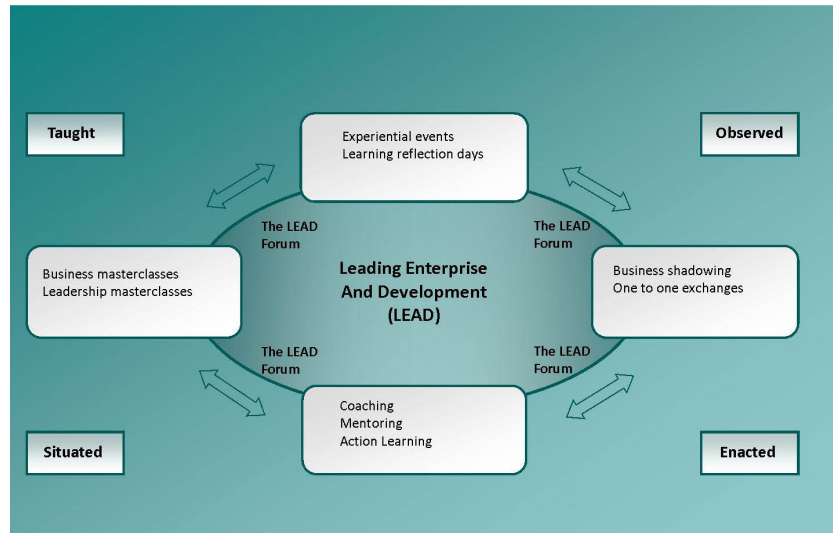 Taught
Observed
Experiential events
Learning reflection days
The LEAD
Forum
The LEAD
Forum
Business masterclasses
Leadership masterclasses
Leading Enterprise
And Development
(LEAD)
Business shadowing
One to one exchanges
The LEAD
Forum
The LEAD
Forum
Coaching
Mentoring
Action Learning
Situated
Enacted